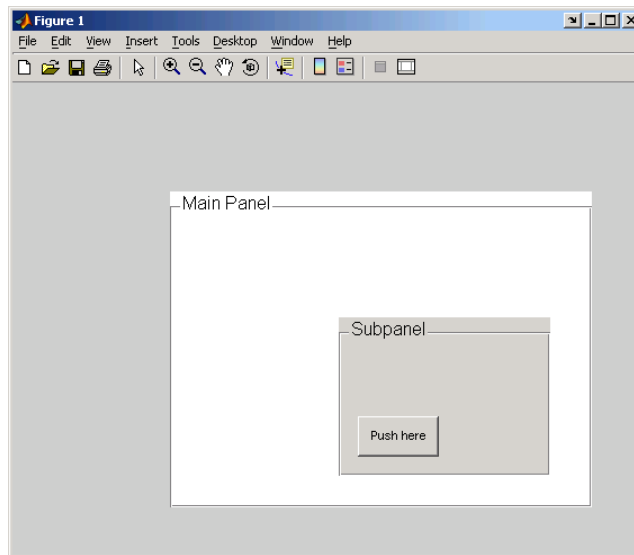 Figure 1
File Edit View Insert Tools Desktop Window Help
Main Panel
Subpanel
Push here